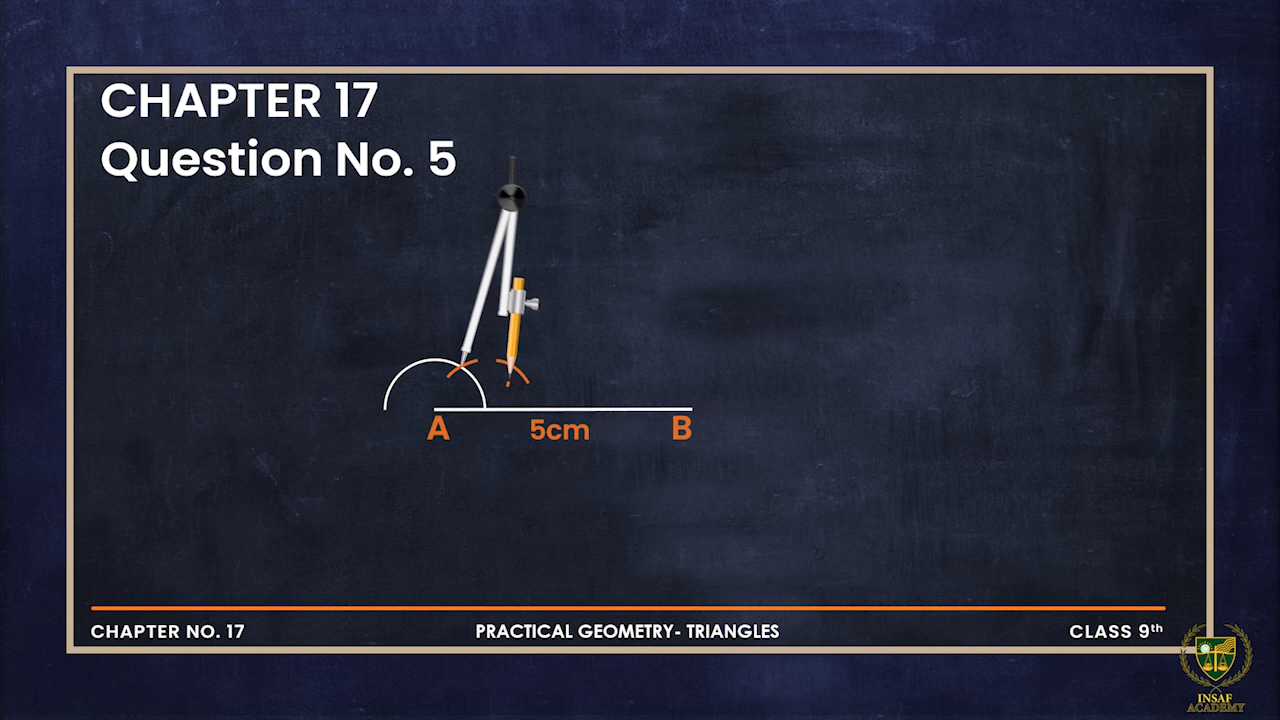 CHAPTER 17
Question No. 5
A
5cm
B
CHAPTER NO. 17
PRACTICAL GEOMETRY- TRIANGLES
CLASS 9th
INSAF
ACADEMY